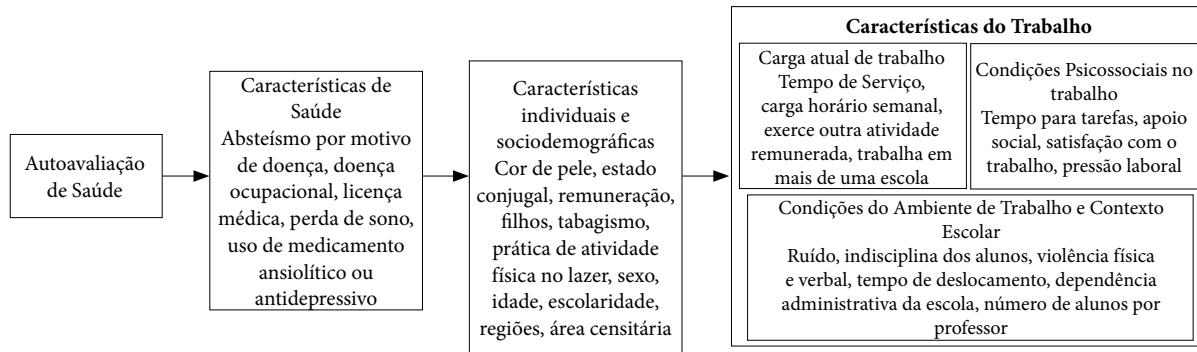 Autoavaliação
de Saúde
Características de
Saúde
Absteísmo por motivo
de doença, doença
ocupacional, licença
médica, perda de sono,
uso de medicamento
ansiolítico ou
antidepressivo
Características
individuais e
sociodemográficas
Cor de pele, estado
conjugal, remuneração,
filhos, tabagismo,
prática de atividade
física no lazer, sexo,
idade, escolaridade,
regiões, área censitária
Características do Trabalho
Carga atual de trabalho
Tempo de Serviço,
carga horário semanal,
exerce outra atividade
remunerada, trabalha em
mais de uma escola
Condições Psicossociais no
trabalho
Tempo para tarefas, apoio
social, satisfação com o
trabalho, pressão laboral
Condições do Ambiente de Trabalho e Contexto
Escolar
Ruído, indisciplina dos alunos, violência física
e verbal, tempo de deslocamento, dependência
administrativa da escola, número de alunos por
professor